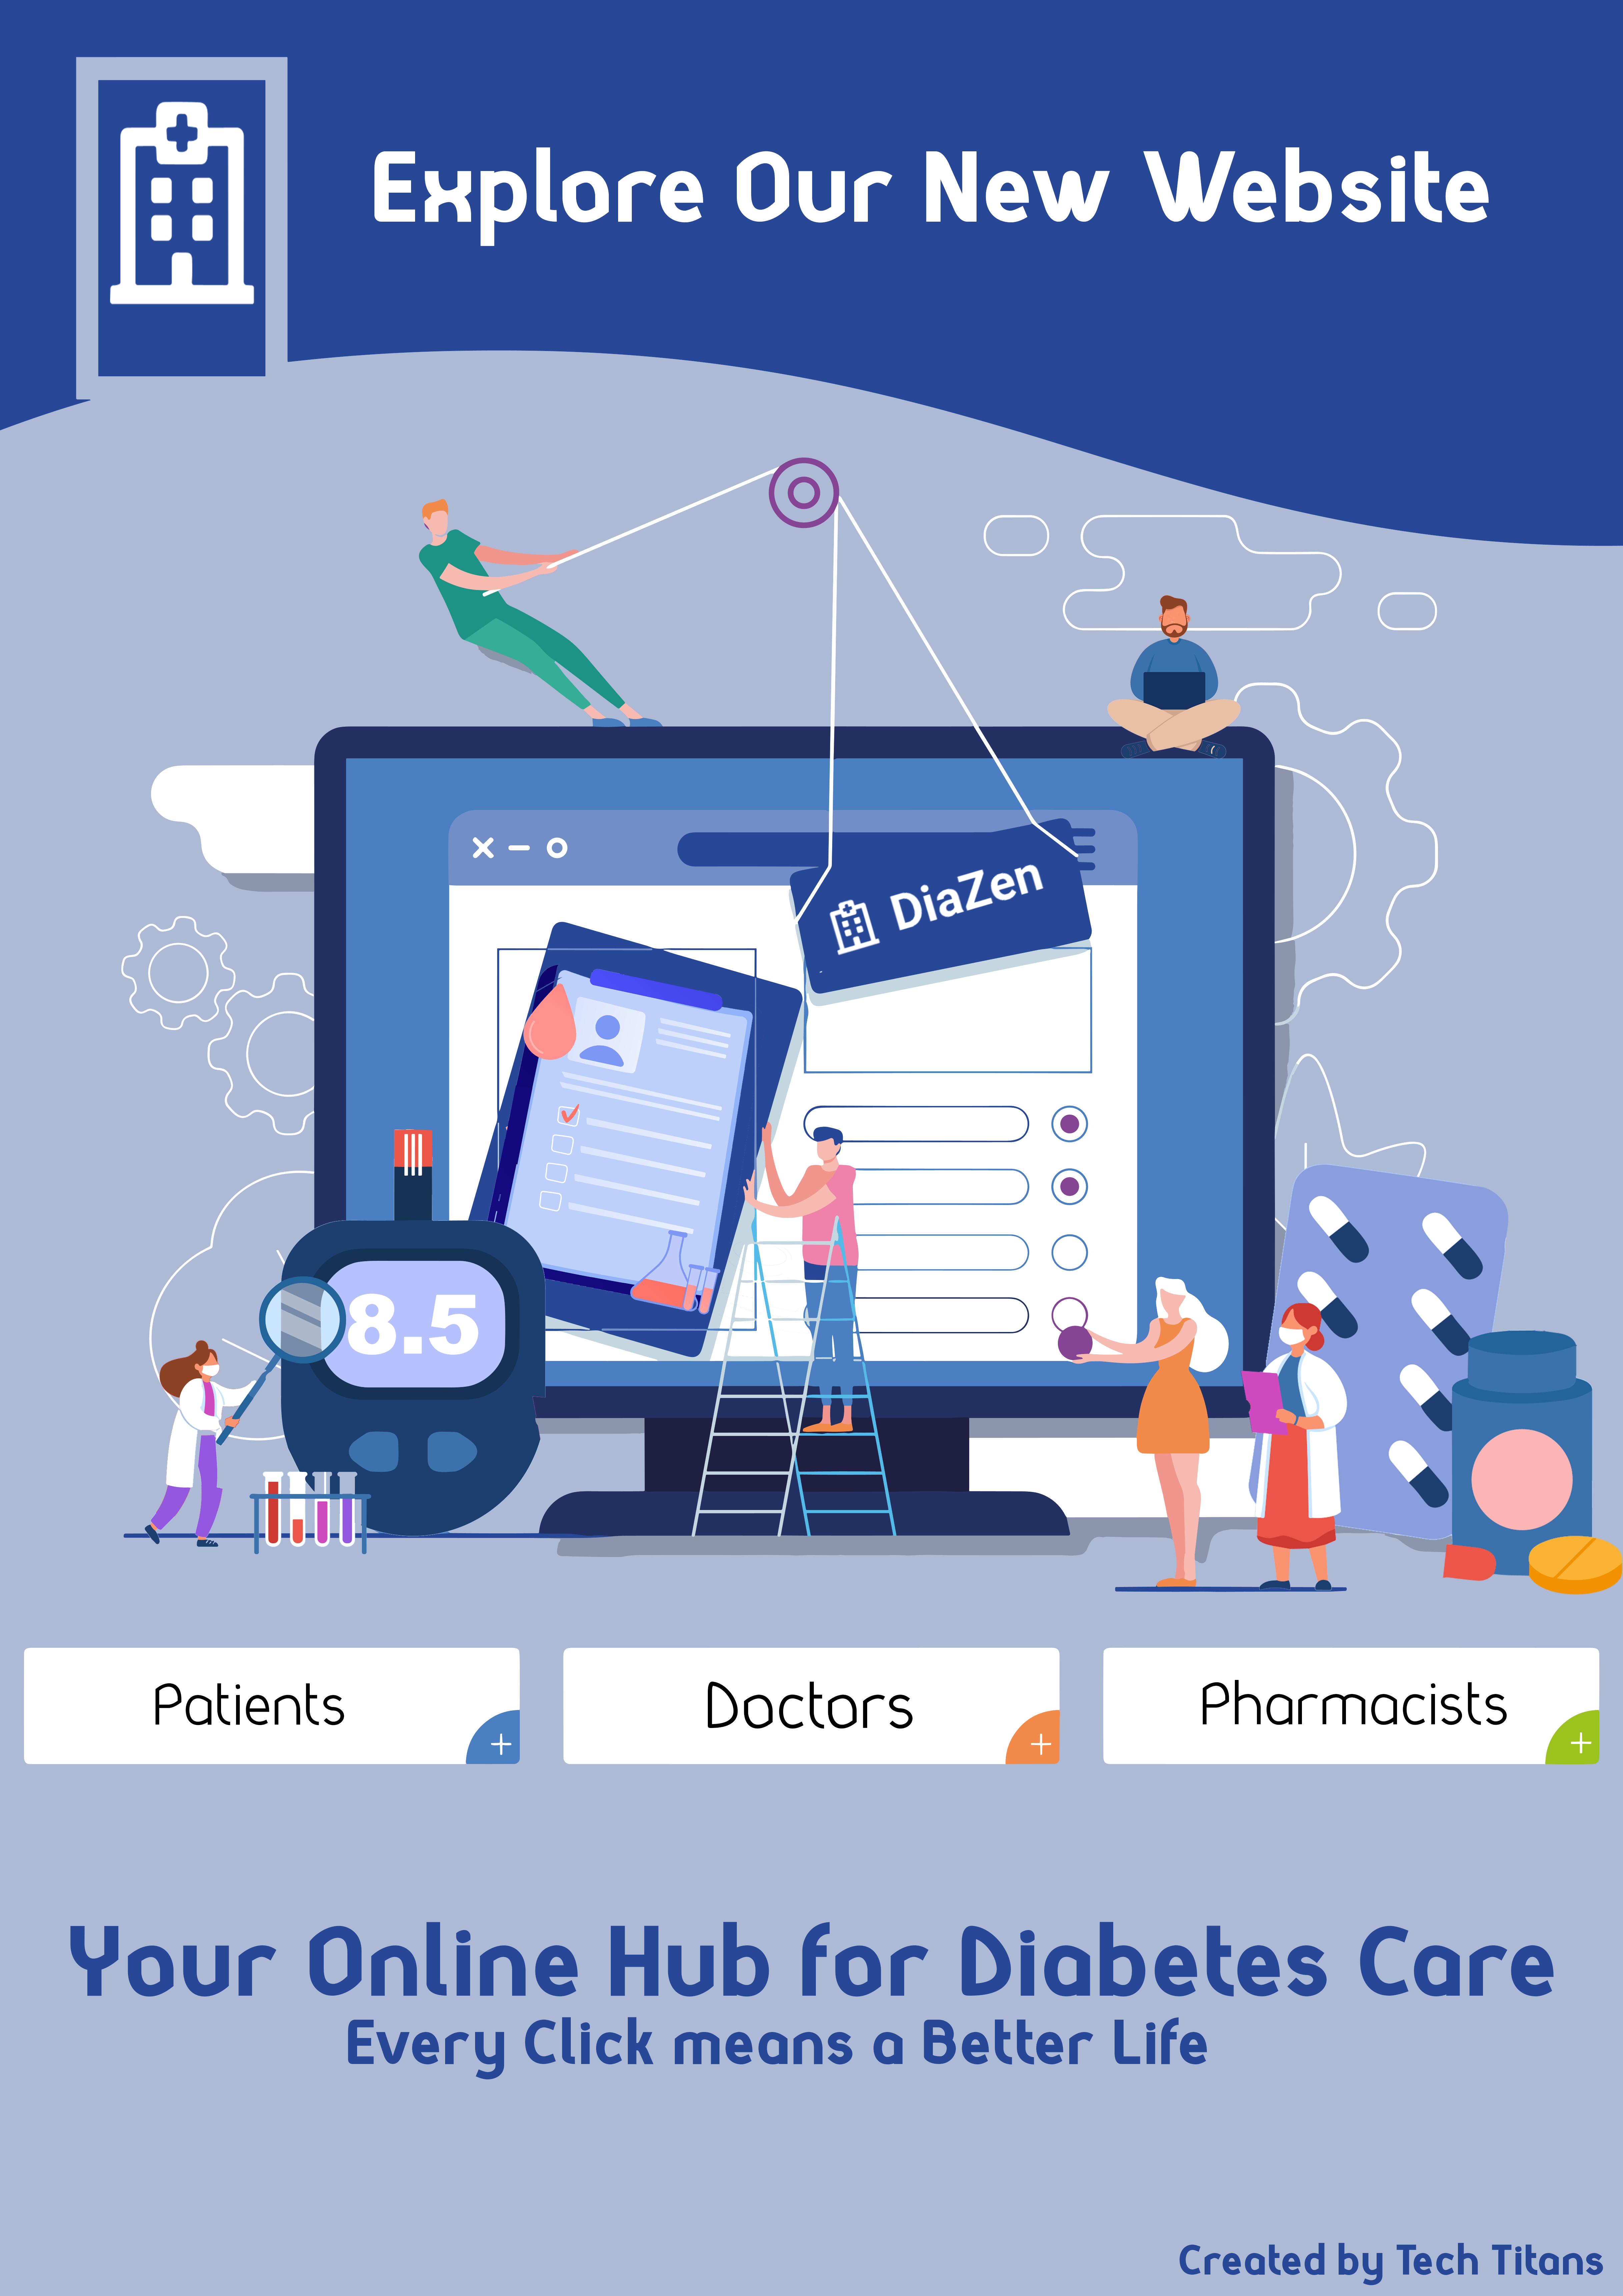 Explore Our New Website
DiaZen
8.5
Patients
Doctors
Pharmacists
Your Online Hub for Diabetes Care
Every Click means a Better Life
Created by Tech Titans